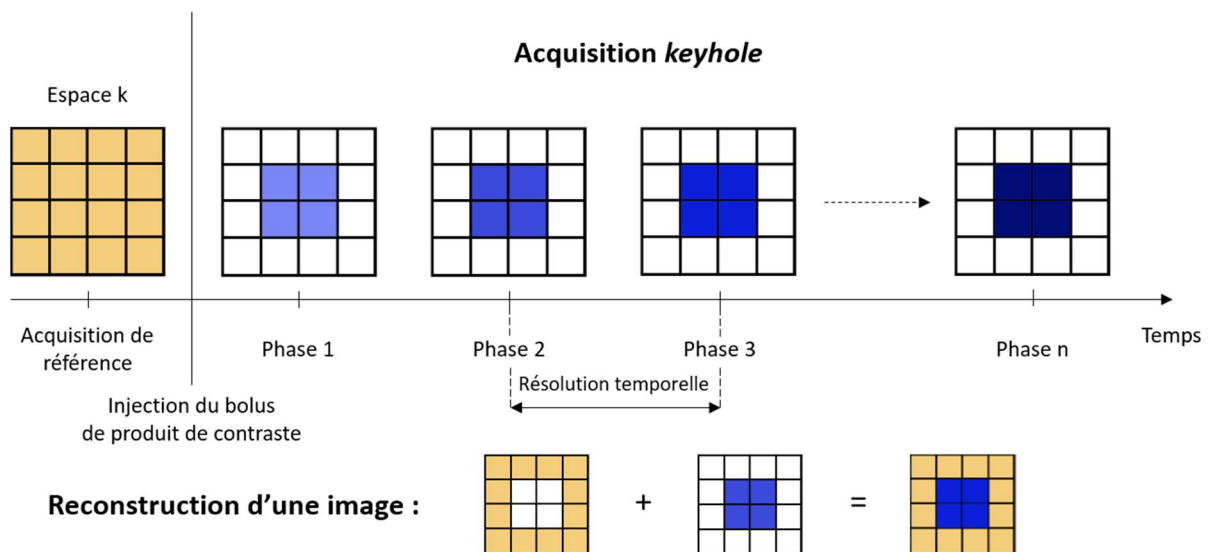 Acquisition keyhole
Espace k
Acquisition de
référence
Phase 1
Phase 2
Phase 3
Phase n
Temps
Résolution temporelle
Injection du bolus
de produit de contraste
Reconstruction d’une image :
+
=